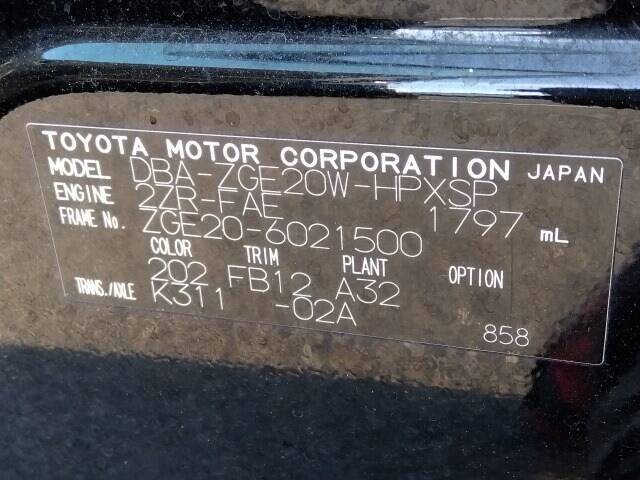 TOYOTA MOTOR CORPORATION JAPAN
MODEL DBA-ZGE20W-HPXSP
ENGINE 2ZR-FAE 1797 mL
FRAME No. ZGE20-6021500
COLOR TRIM PLANT OPTION
202 FB12 A32
TRANS./AXLE K311 -02A
858